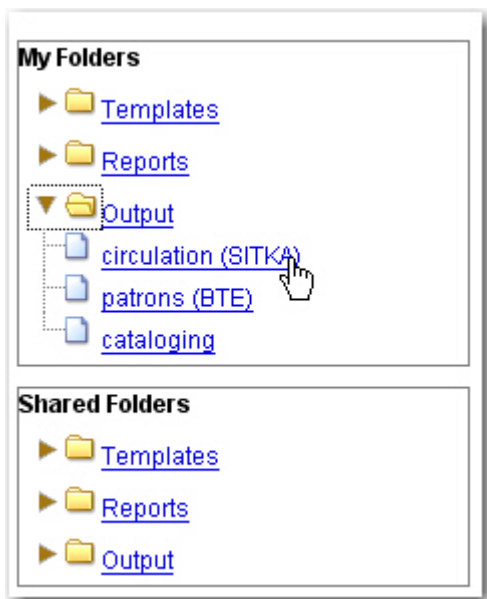 My Folders
Templates
Reports
Output
circulation (SITKA)
patrons (BTE)
cataloging
Shared Folders
Templates
Reports
Output